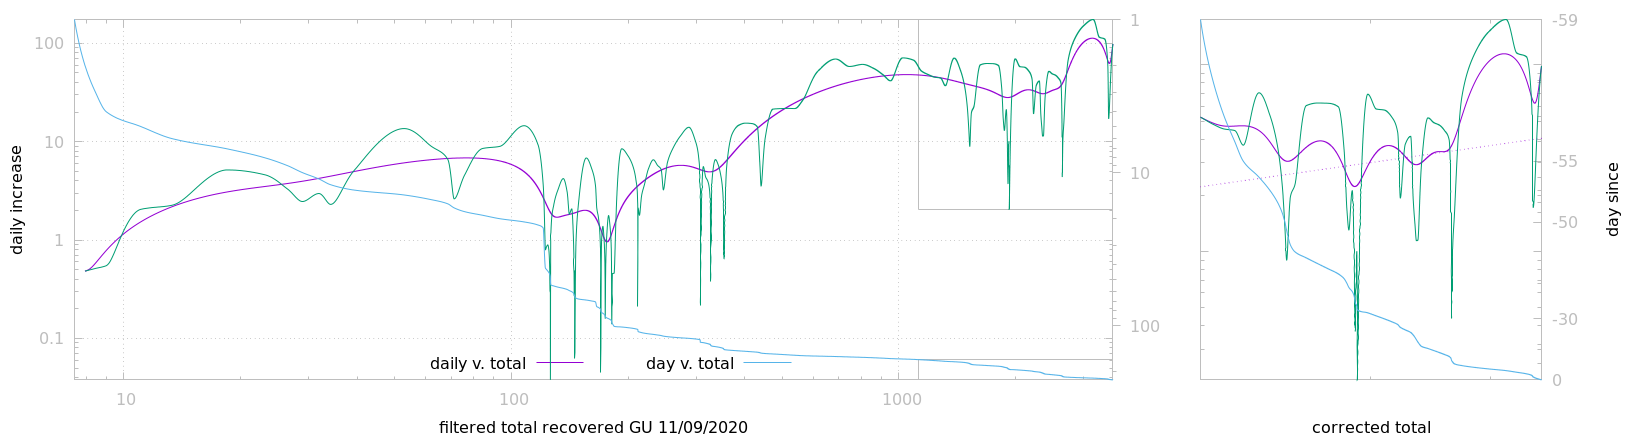 daily increase
100
10
1
0.1
10
100
1000
filtered total recovered GU 11/09/2020
daily v. total
day v. total
1
10
100
-59
-55
-50
-30
0
day since
corrected total